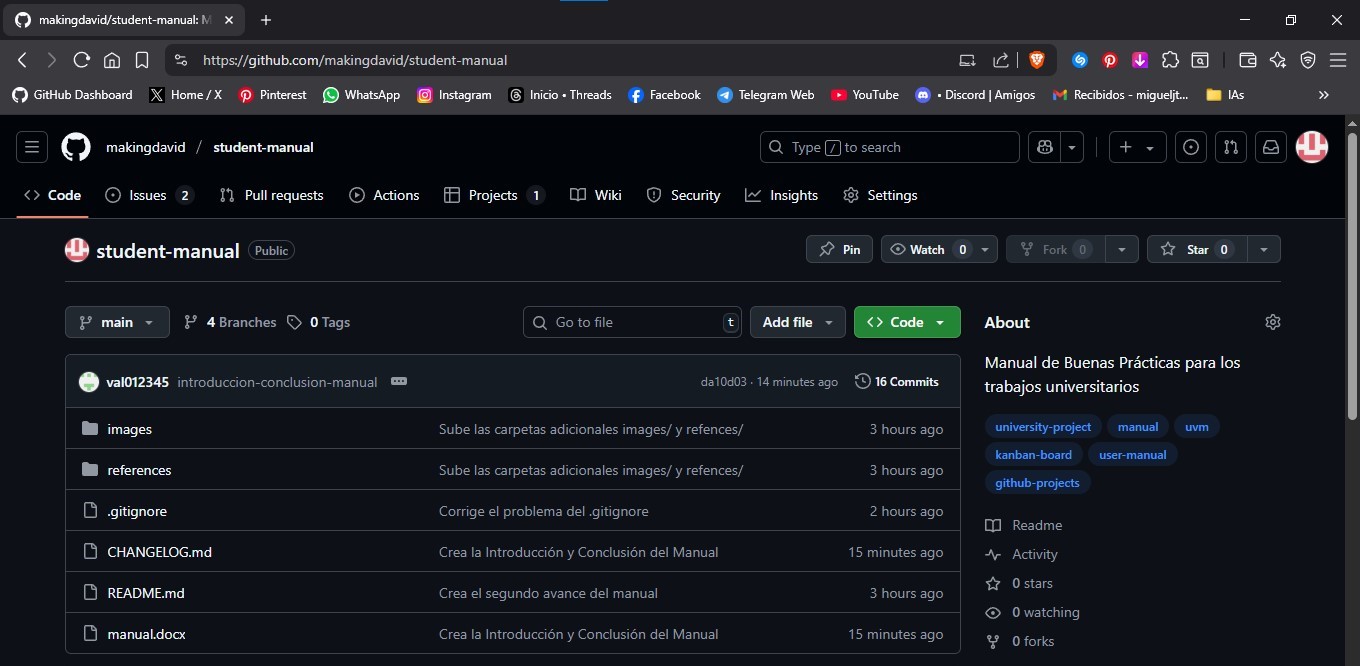 makingdavid/student-manual: M
https://github.com/makingdavid/student-manual
GitHub Dashboard Home / X Pinterest WhatsApp Instagram Inicio • Threads Facebook Telegram Web YouTube • Discord | Amigos Recibidos - migueljt... IAs
makingdavid / student-manual Type / to search
Code Issues 2 Pull requests Actions Projects 1 Wiki Security Insights Settings
student-manual Public Pin Watch 0 Fork 0 Star 0
main 4 Branches 0 Tags Go to file t Add file Code About
Manual de Buenas Prácticas para los
trabajos universitarios
val012345 introduccion-conclusion-manual da10d03 · 14 minutes ago 16 Commits
university-project manual uvm
images Sube las carpetas adicionales images/ y refences/ 3 hours ago
kanban-board user-manual
references Sube las carpetas adicionales images/ y refences/ 3 hours ago
github-projects
.gitignore Corrige el problema del .gitignore 2 hours ago
Readme
CHANGELOG.md Crea la Introducción y Conclusión del Manual 15 minutes ago
Activity
0 stars
README.md Crea el segundo avance del manual 3 hours ago
0 watching
manual.docx Crea la Introducción y Conclusión del Manual 15 minutes ago
0 forks